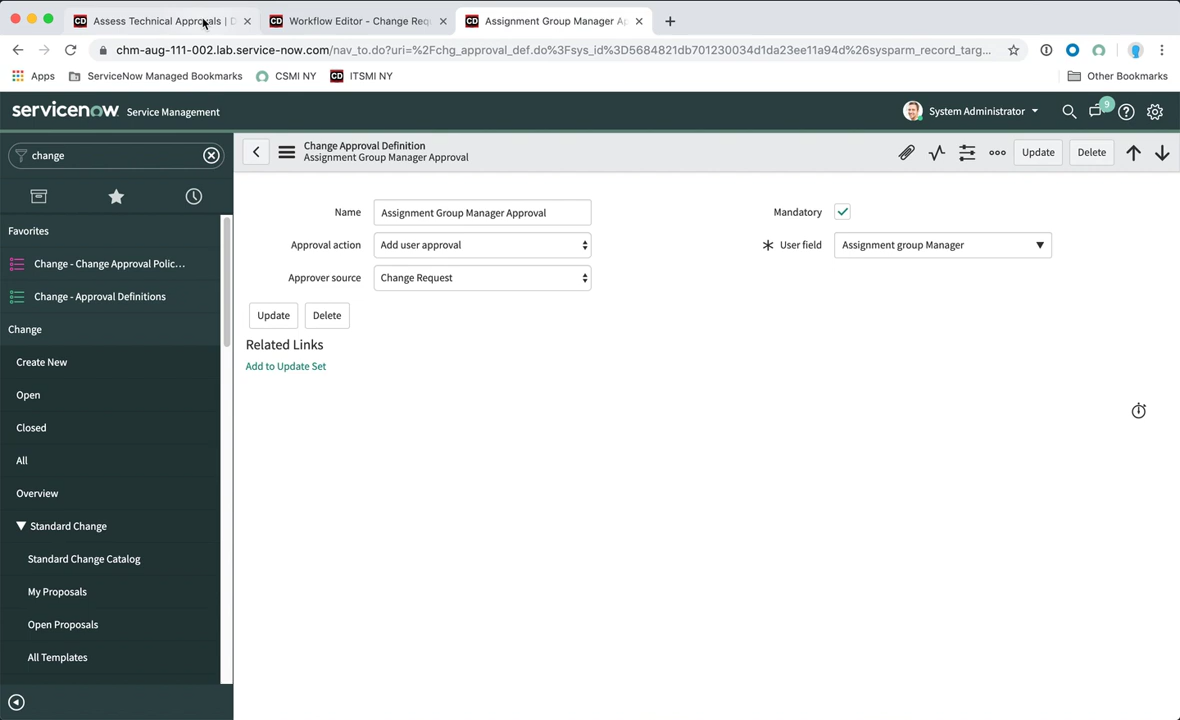 Assess Technical Approvals | D
Workflow Editor - Change Req
Assignment Group Manager Ap
chm-aug-111-002.lab.service-now.com/nav_to.do?uri=%2Fchg_approval_def.do%3Fsys_id%3D5684821db701230034d1da23ee11a94d%26sysparm_record_targ...
Apps
ServiceNow Managed Bookmarks
CSMI NY
CD ITSMI NY
Other Bookmarks
servicenow Service Management
System Administrator
9
change
Change Approval Definition
Assignment Group Manager Approval
Update
Delete
Favorites
Change - Change Approval Polic...
Change - Approval Definitions
Change
Create New
Open
Closed
All
Overview
Standard Change
Standard Change Catalog
My Proposals
Open Proposals
All Templates
Name Assignment Group Manager Approval
Mandatory
Approval action Add user approval
User field Assignment group Manager
Approver source Change Request
Update
Delete
Related Links
Add to Update Set